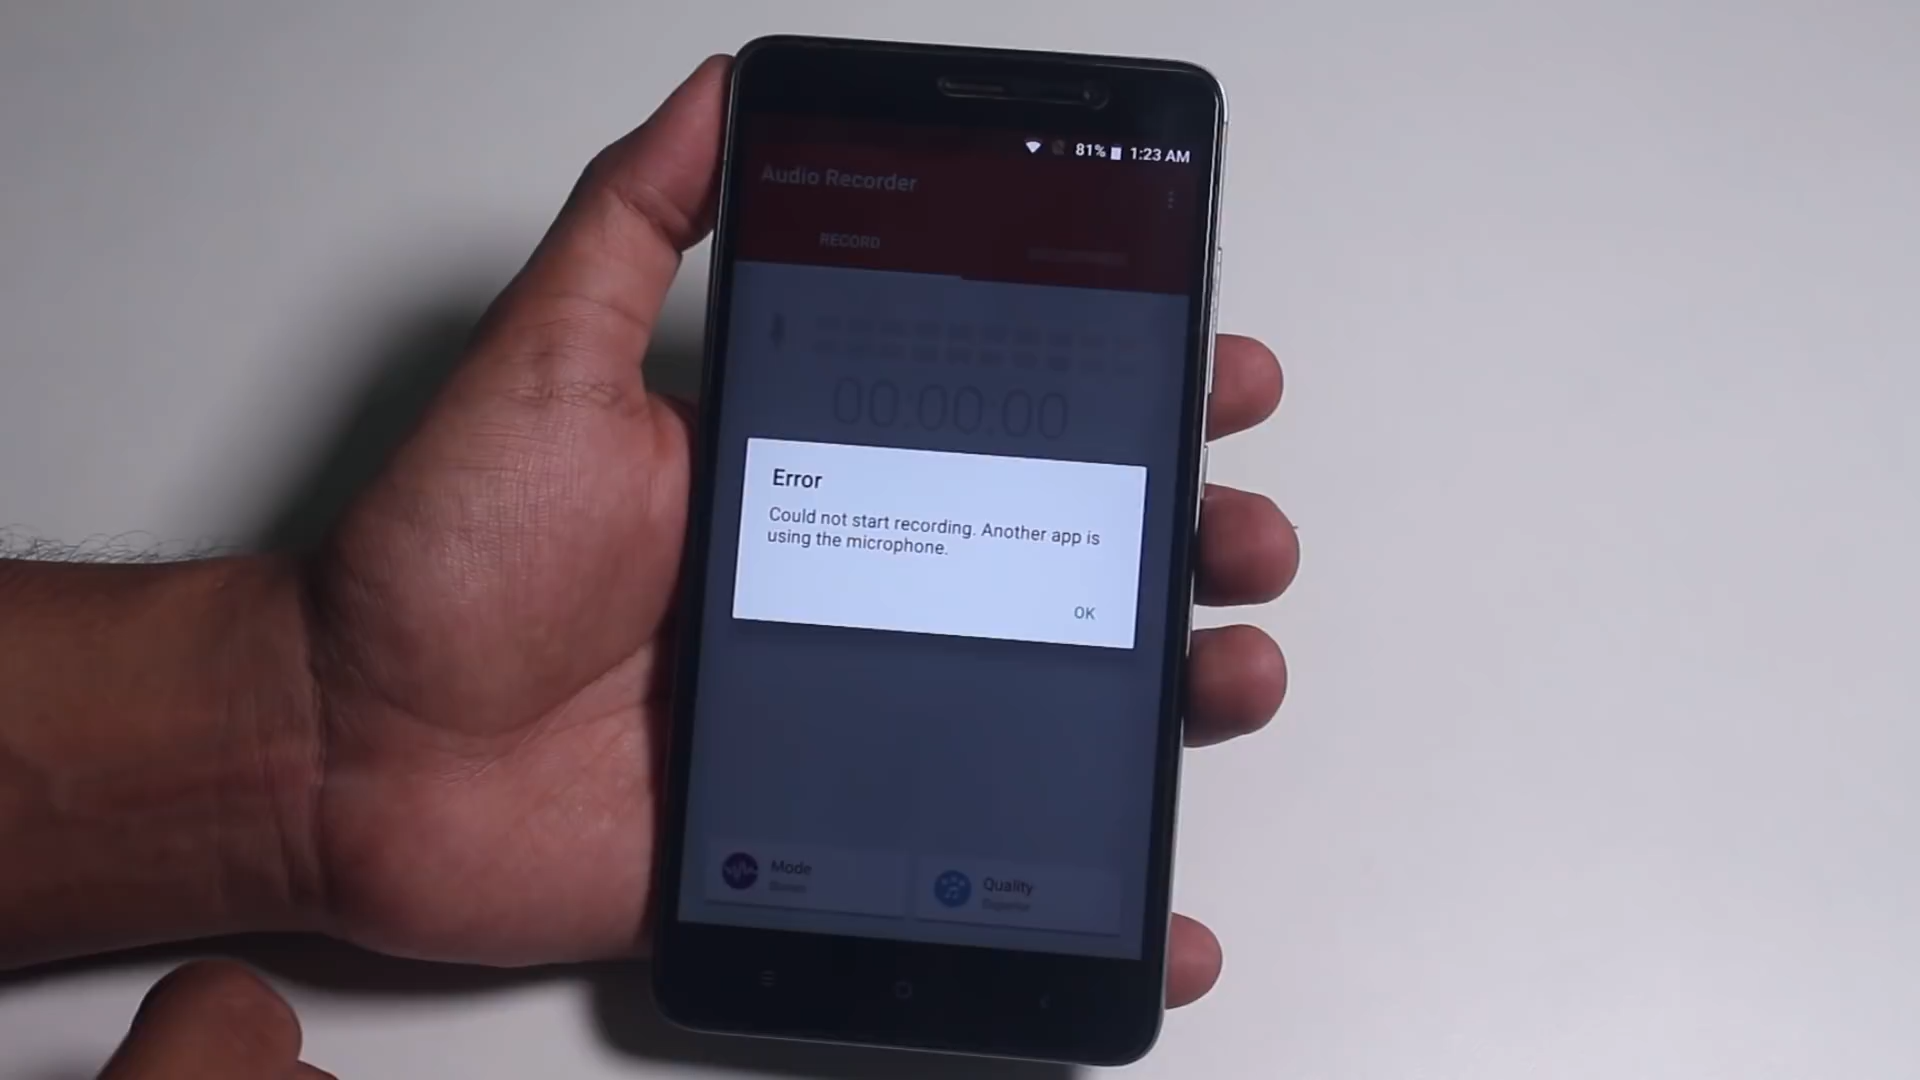 81% 1:23 AM
Audio Recorder
RECORD
00:00:00
Error
Could not start recording. Another app is
using the microphone.
OK
Mode
Quality